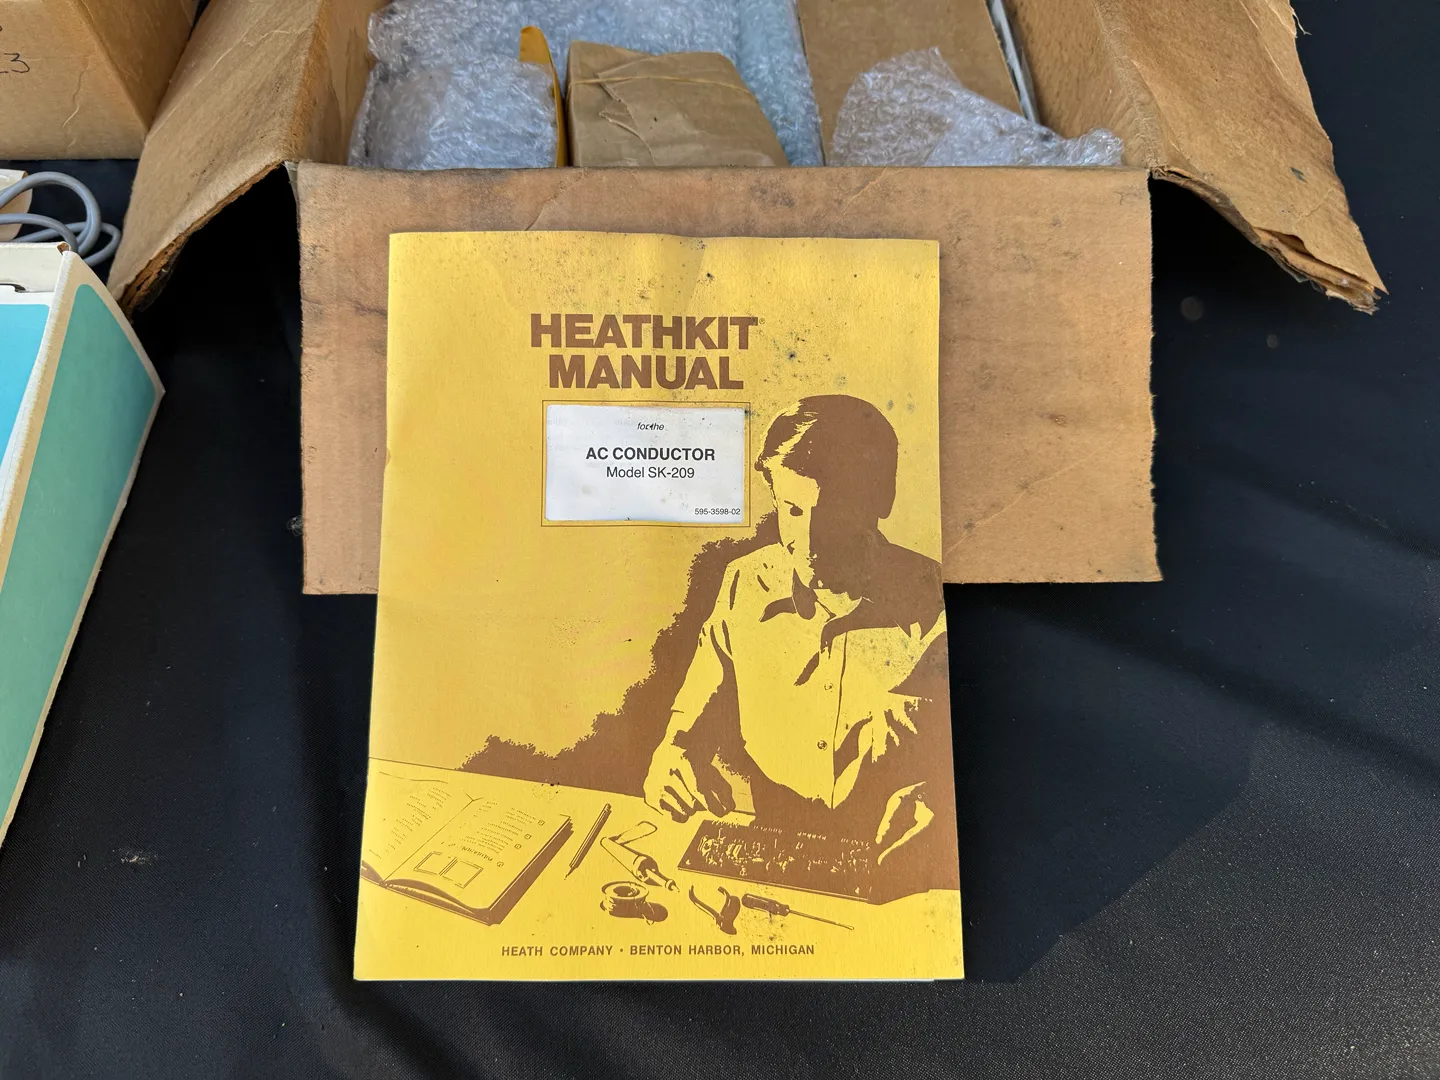 HEATHKIT®
MANUAL
for the
AC CONDUCTOR
Model SK-209
595-3598-02
HEATH COMPANY • BENTON HARBOR, MICHIGAN